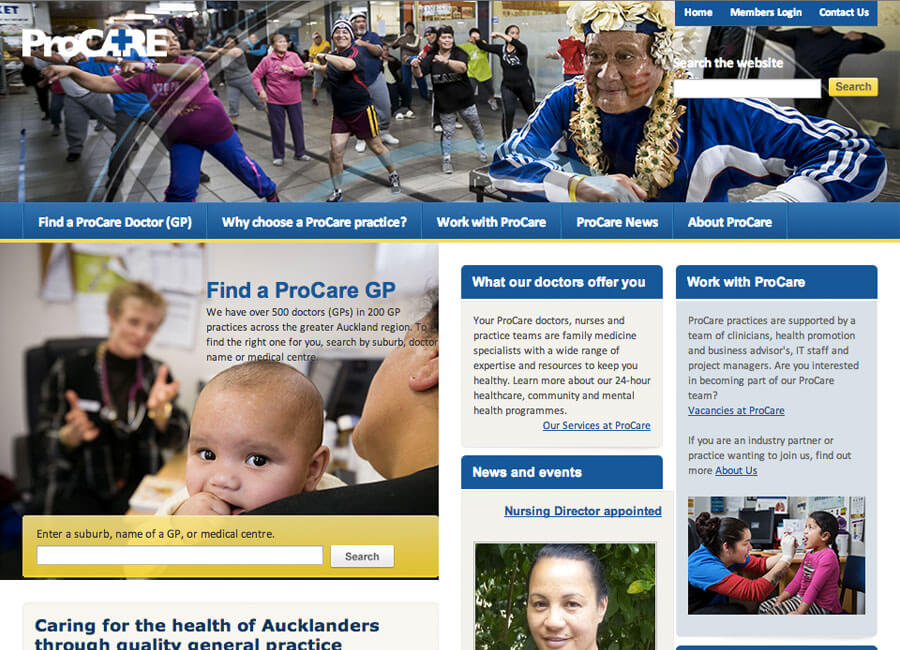 ProCARE
Home Members Login Contact Us
Search the website
Search
Find a ProCare Doctor (GP) Why choose a ProCare practice? Work with ProCare ProCare News About ProCare
Find a ProCare GP
We have over 500 doctors (GPs) in 200 GP
practices across the greater Auckland region. To
find the right one for you, search by suburb, doctor
name or medical centre.
Enter a suburb, name of a GP, or medical centre.
Search
Caring for the health of Aucklanders
through quality general practice
What our doctors offer you
Your ProCare doctors, nurses and
practice teams are family medicine
specialists with a wide range of
expertise and resources to keep you
healthy. Learn more about our 24-hour
healthcare, community and mental
health programmes.
Our Services at ProCare
News and events
Nursing Director appointed
Work with ProCare
ProCare practices are supported by a
team of clinicians, health promotion
and business advisor's, IT staff and
project managers. Are you interested
in becoming part of our ProCare
team?
Vacancies at ProCare
If you are an industry partner or
practice wanting to join us, find out
more About Us